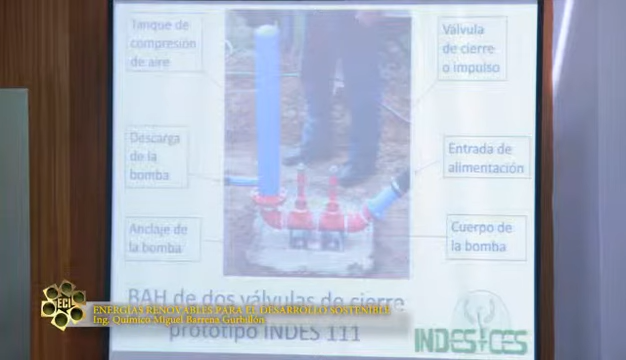 Tanque de
compresión
de aire
Válvula
de cierre
o impulso
Descarga
de la
bomba
Entrada de
alimentación
Anclaje de
la bomba
Cuerpo de
la bomba
BAH de dos válvulas de cierre
prototipo INDES 111
ECI
ENERGÍAS RENOVABLES PARA EL DESARROLLO SOSTENIBLE
Ing. Químico Miguel Barrena Gurbillón
INDES CES